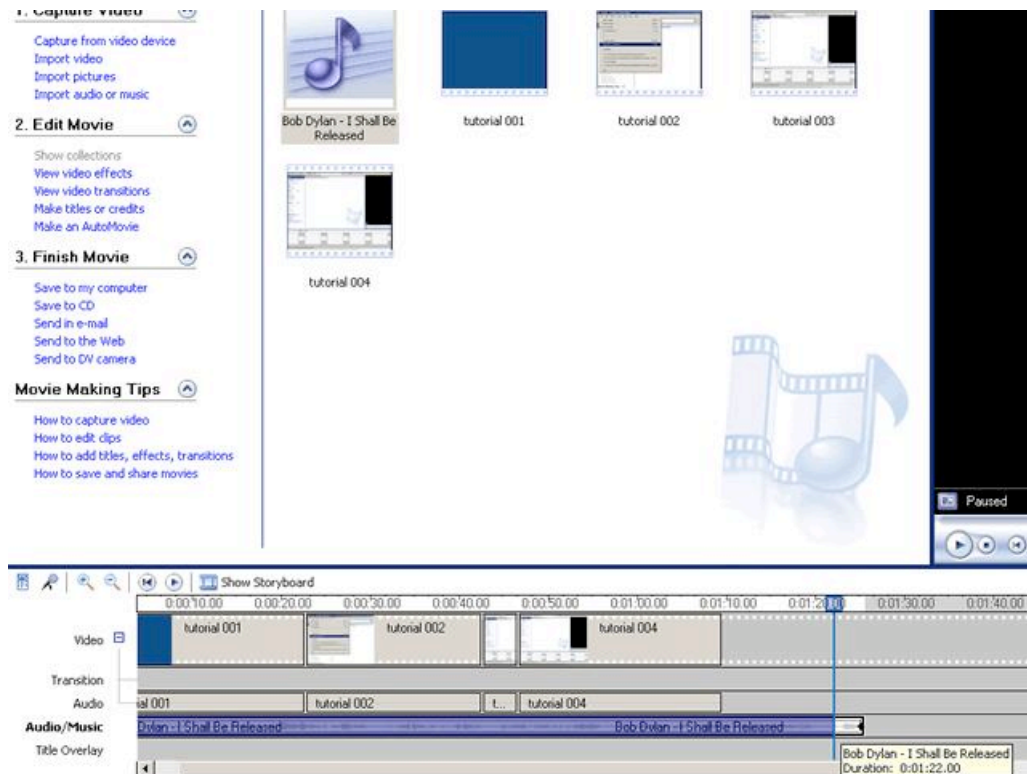 1. Capture Video
Capture from video device
Import video
Import pictures
Import audio or music
2. Edit Movie
Show collections
View video effects
View video transitions
Make titles or credits
Make an AutoMovie
3. Finish Movie
Save to my computer
Save to CD
Send in e-mail
Send to the Web
Send to DV camera
Movie Making Tips
How to capture video
How to edit clips
How to add titles, effects, transitions
How to save and share movies
Bob Dylan - I Shall Be
Released
tutorial 001
tutorial 002
tutorial 003
tutorial 004
Paused
Show Storyboard
0:00:10.00 0:00:20.00 0:00:30.00 0:00:40.00 0:00:50.00 0:01:00.00 0:01:10.00 0:01:20.00 0:01:30.00 0:01:40.00
Video tutorial 001 tutorial 002 tutorial 004
Transition
Audio ial 001 tutorial 002 t... tutorial 004
Audio/Music Dylan - I Shall Be Released Bob Dylan - I Shall Be Released
Title Overlay
Bob Dylan - I Shall Be Released
Duration: 0:01:22.00